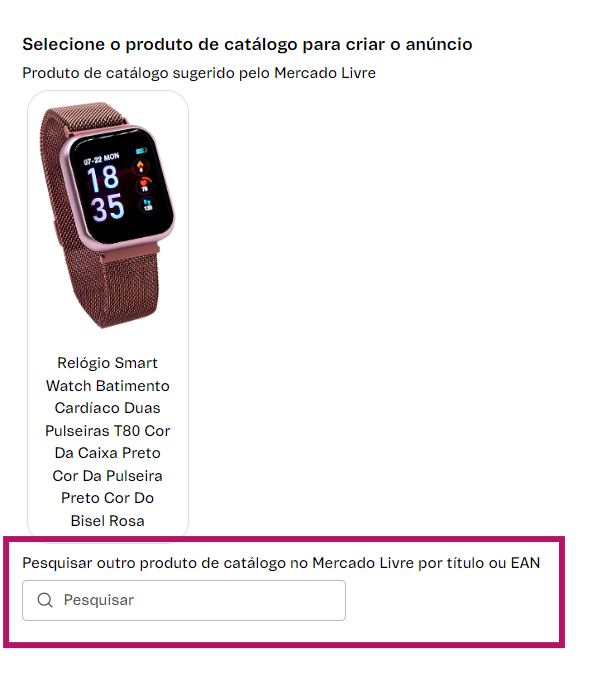 Selecione o produto de catálogo para criar o anúncio
Produto de catálogo sugerido pelo Mercado Livre
07-22 MON
18
35
78
Relógio Smart
Watch Batimento
Cardíaco Duas
Pulseiras T80 Cor
Da Caixa Preto
Cor Da Pulseira
Preto Cor Do
Bisel Rosa
Pesquisar outro produto de catálogo no Mercado Livre por título ou EAN
Pesquisar